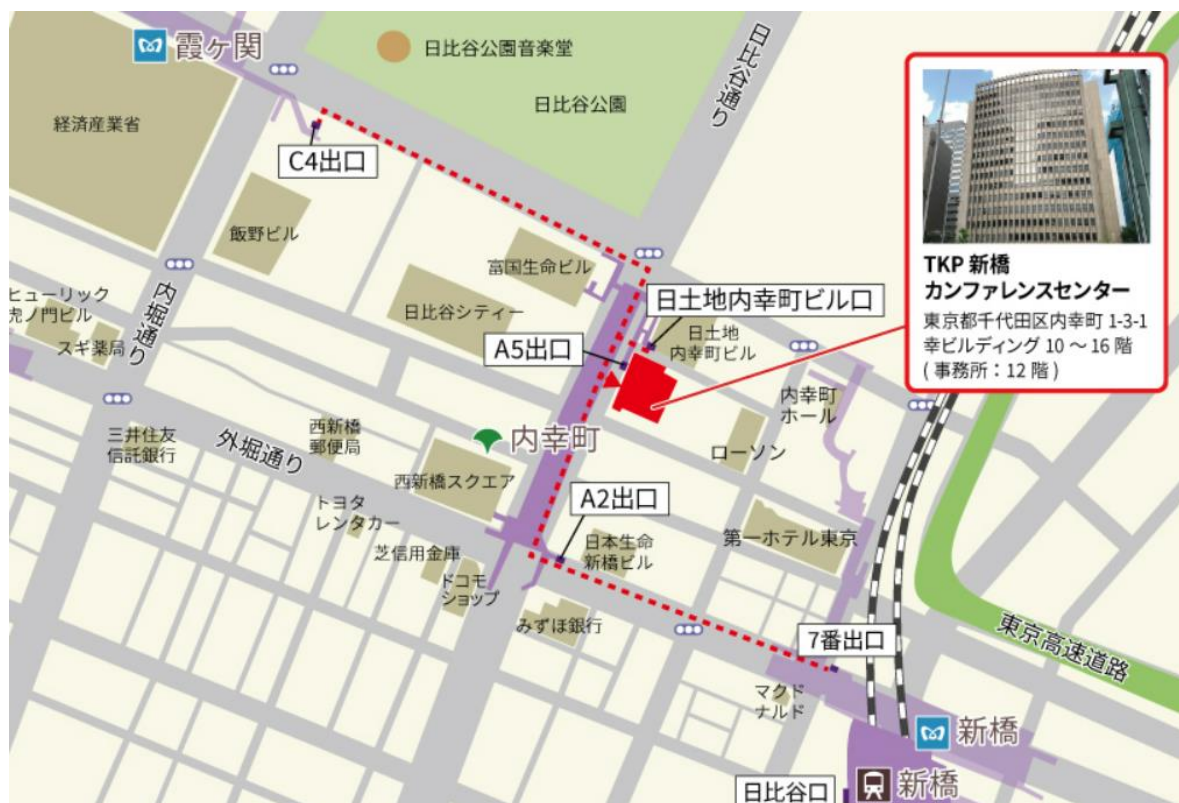 霞ケ関
日比谷公園音楽堂
日比谷通り
日比谷公園
経済産業省
C4出口
飯野ビル
富国生命ビル
日比谷シティー
日土地内幸町ビル口
日土地
内幸町ビル
A5出口
ヒューリック
虎ノ門ビル
スギ薬局
内堀通り
TKP 新橋
カンファレンスセンター
東京都千代田区内幸町 1-3-1
幸ビルディング 10 ～ 16 階
( 事務所：12 階 )
内幸町
ホール
ローソン
三井住友
信託銀行
外堀通り
西新橋
郵便局
内幸町
西新橋スクエア
トヨタ
レンタカー
芝信用金庫
ドコモ
ショップ
A2出口
日本生命
新橋ビル
第一ホテル東京
みずほ銀行
7番出口
東京高速道路
マクド
ナルド
新橋
新橋
日比谷口